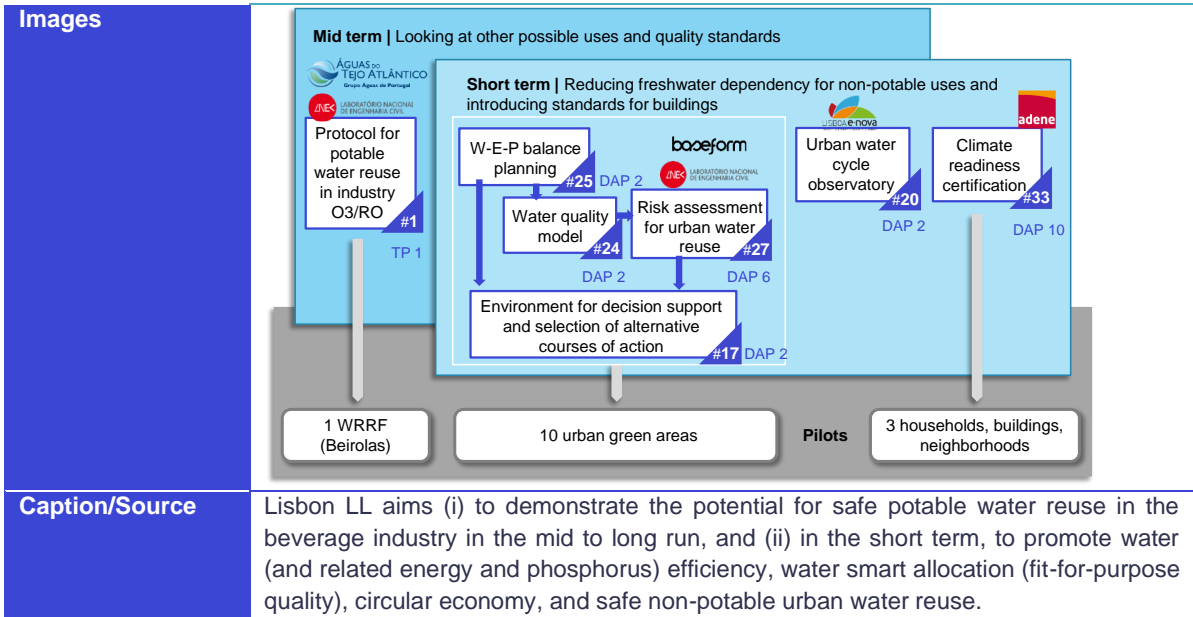 Images
Mid term | Looking at other possible uses and quality standards
ÁGUAS DO
TEJO ATLÂNTICO
Grupo Águas de Portugal
LNEC LABORATÓRIO NACIONAL
DE ENGENHARIA CIVIL
Protocol for
potable
water reuse
in industry
O3/RO
#1
TP 1
Short term | Reducing freshwater dependency for non-potable uses and
introducing standards for buildings
W-E-P balance
planning
#25
DAP 2
baseform
LNEC LABORATÓRIO NACIONAL
DE ENGENHARIA CIVIL
Water quality
model
#24
DAP 2
Risk assessment
for urban water
reuse
#27
DAP 6
Environment for decision support
and selection of alternative
courses of action
#17
DAP 2
LISBOA e-nova
Urban water
cycle
observatory
#20
DAP 2
adene
Climate
readiness
certification
#33
DAP 10
1 WRRF
(Beirolas)
10 urban green areas
Pilots
3 households, buildings,
neighborhoods
Caption/Source
Lisbon LL aims (i) to demonstrate the potential for safe potable water reuse in the
beverage industry in the mid to long run, and (ii) in the short term, to promote water
(and related energy and phosphorus) efficiency, water smart allocation (fit-for-purpose
quality), circular economy, and safe non-potable urban water reuse.